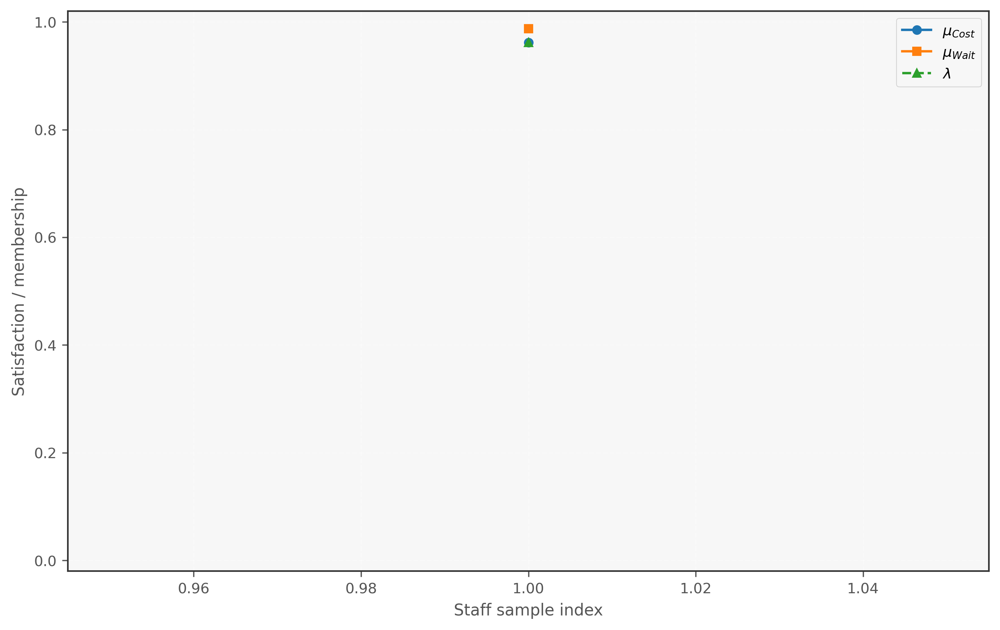 1.0
0.8
0.6
0.4
0.2
0.0
Satisfaction / membership
0.96
0.98
1.00
1.02
1.04
Staff sample index
μCost
μWait
λ